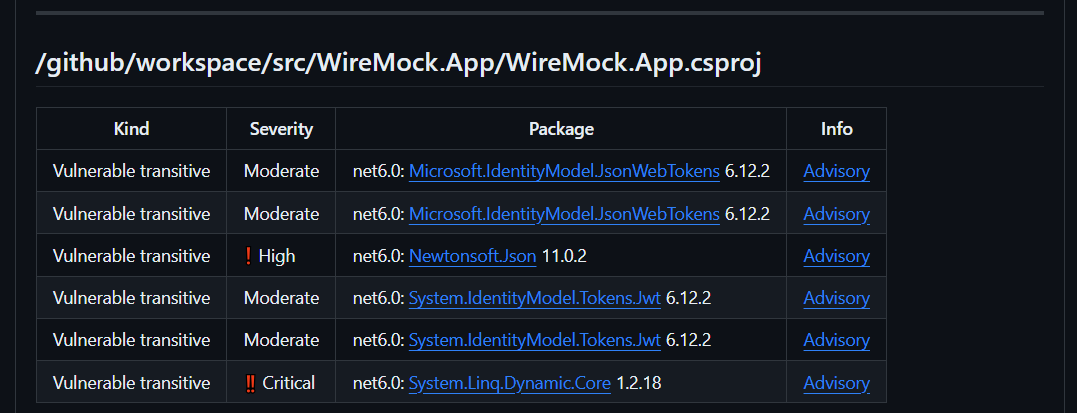 /github/workspace/src/WireMock.App/WireMock.App.csproj
Kind Severity Package Info
Vulnerable transitive Moderate net6.0: Microsoft.IdentityModel.JsonWebTokens 6.12.2 Advisory
Vulnerable transitive Moderate net6.0: Microsoft.IdentityModel.JsonWebTokens 6.12.2 Advisory
Vulnerable transitive ❗ High net6.0: Newtonsoft.Json 11.0.2 Advisory
Vulnerable transitive Moderate net6.0: System.IdentityModel.Tokens.Jwt 6.12.2 Advisory
Vulnerable transitive Moderate net6.0: System.IdentityModel.Tokens.Jwt 6.12.2 Advisory
Vulnerable transitive ‼ Critical net6.0: System.Linq.Dynamic.Core 1.2.18 Advisory